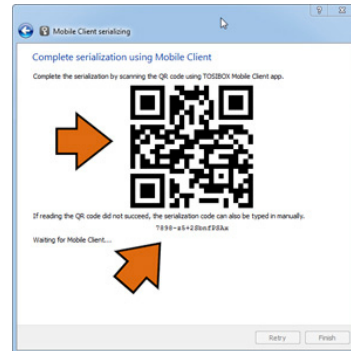 Mobile Client serializing
Complete serialization using Mobile Client
Complete the serialization by scanning the QR code using TOSIBOX Mobile Client app.
If reading the QR code did not succeed, the serialization code can also be typed in manually.
Waiting for Mobile Client...
Retry Finish